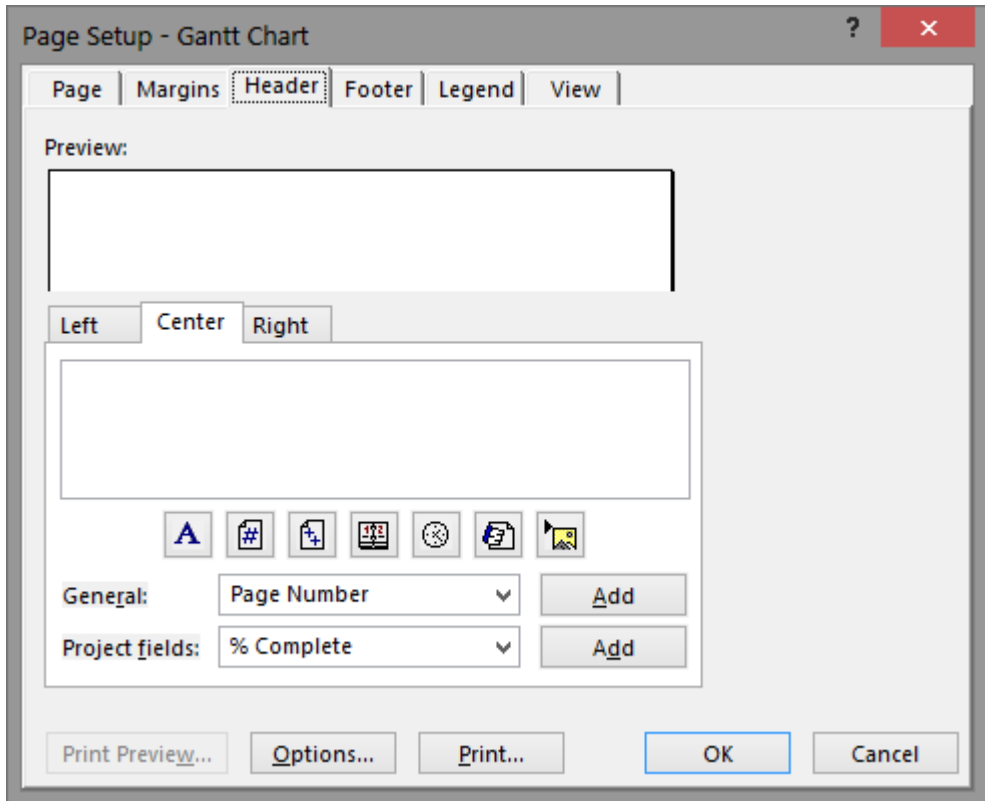 Page Setup - Gantt Chart ?
Page Margins Header Footer Legend View
Preview:
Left Center Right
A #
General: Page Number Add
Project fields: % Complete Add
Print Preview... Options... Print... OK Cancel